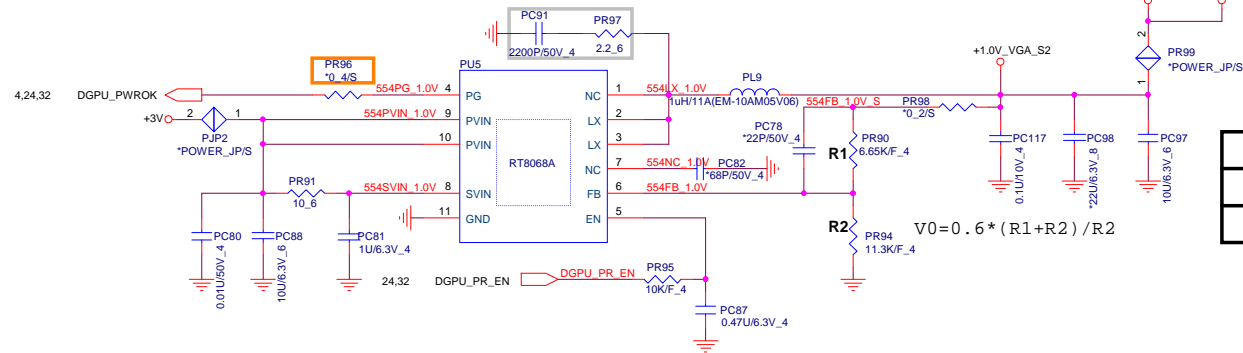 PC91
PR97
2200P/50V_4
2.2_6
+1.0V_VGA_S2
2
PR99
*POWER_JP/S
1
PR96
*0_4/S
PU5
4,24,32
DGPU_PWROK
554PG_1.0V
4
PG
NC
1
554LX_1.0V
PL9
1uH/11A(EM-10AM05V06)
554FB_1.0V_S
PR98
*0_2/S
+3V
2
1
554PVIN_1.0V
9
PVIN
LX
2
PJP2
*POWER_JP/S
10
PVIN
LX
3
PC78
*22P/50V_4
R1
PR90
6.65K/F_4
PC117
0.1U/10V_4
PC98
*22U/6.3V_8
PC97
10U/6.3V_6
RT8068A
NC
7
554NC_1.0V
PC82
*68P/50V_4
PR91
10_6
554SVIN_1.0V
8
SVIN
FB
6
554FB_1.0V
11
GND
EN
5
R2
PR94
11.3K/F_4
V0=0.6*(R1+R2)/R2
PC80
0.01U/50V_4
PC88
10U/6.3V_6
PC81
1U/6.3V_4
24,32
DGPU_PR_EN
DGPU_PR_EN
PR95
10K/F_4
PC87
0.47U/6.3V_4